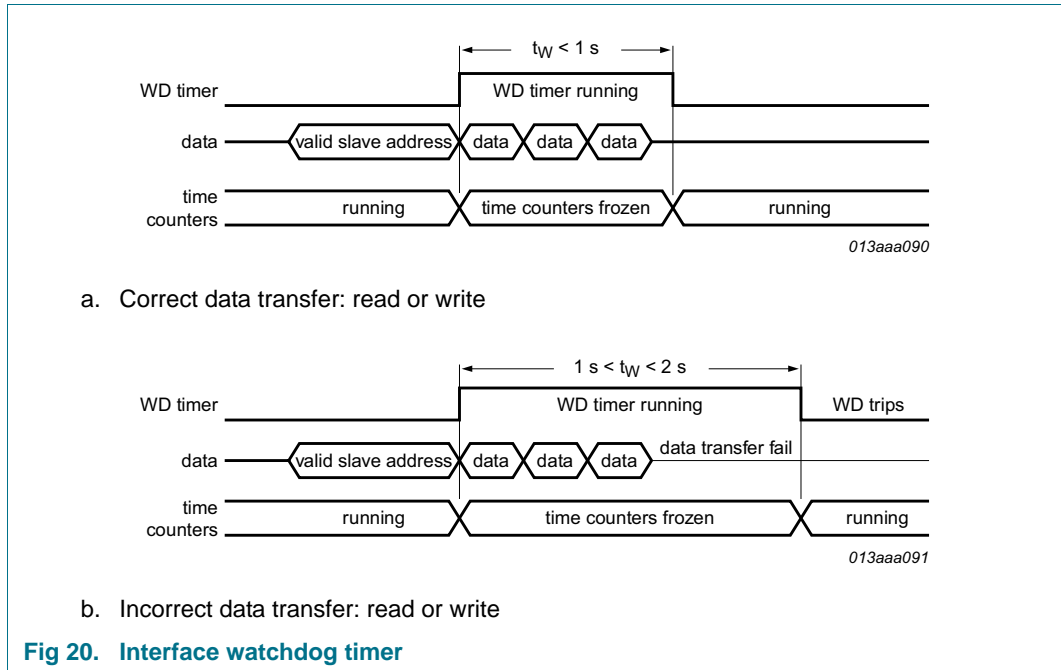 tW < 1 s
WD timer
WD timer running
data
valid slave address
data
data
data
time
counters
running
time counters frozen
running
013aaa090
a. Correct data transfer: read or write
1 s < tW < 2 s
WD timer
WD timer running
WD trips
data
valid slave address
data
data
data
data transfer fail
time
counters
running
time counters frozen
running
013aaa091
b. Incorrect data transfer: read or write
Fig 20. Interface watchdog timer